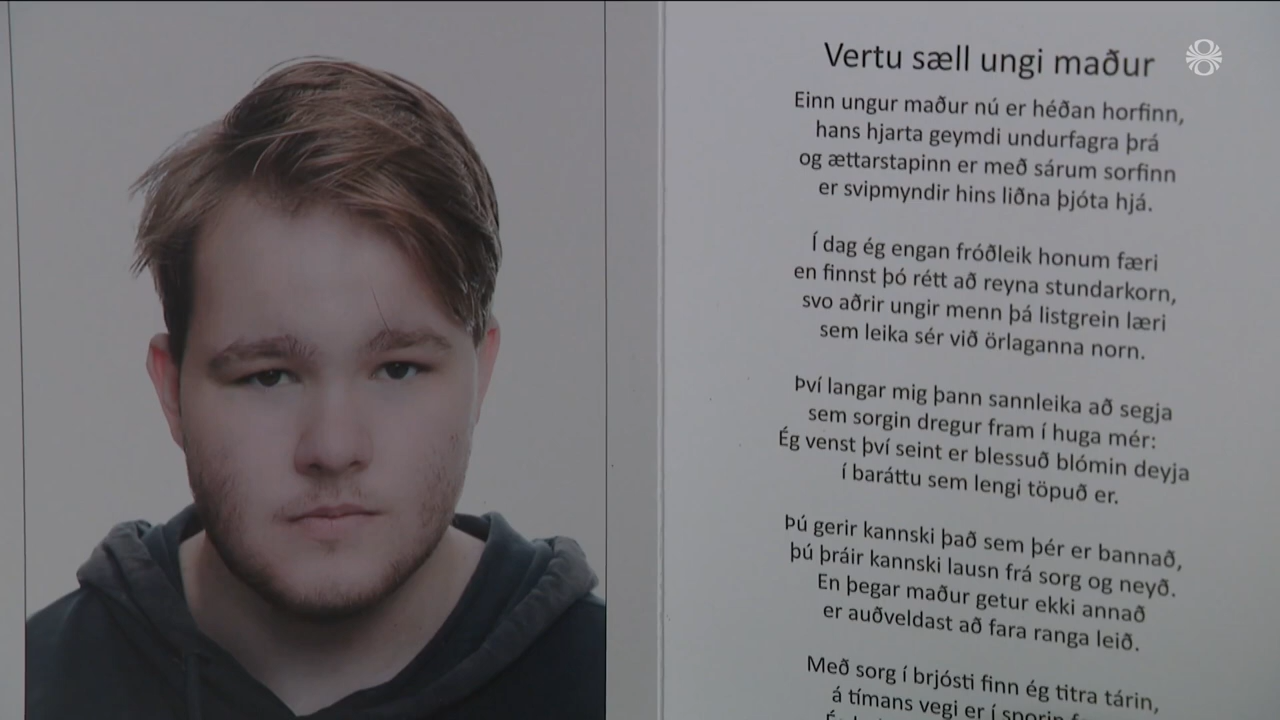 Vertu sæll ungi maður
Einn ungur maður nú er héðan horfinn,
hans hjarta geymdi undurfagra þrá
og ættarstapinn er með sárum sorfinn
er svipmyndir hins liðna þjóta hjá.
Í dag ég engan fróðleik honum færi
en finnst þó rétt að reyna stundarkorn,
svo aðrir ungir menn þá listgrein læri
sem leika sér við örlaganna norn.
Því langar mig þann sannleika að segja
sem sorgin dregur fram í huga mér:
Ég venst því seint er blessuð blómin deyja
í baráttu sem lengi töpuð er.
Þú gerir kannski það sem þér er bannað,
þú þráir kannski lausn frá sorg og neyð.
En þegar maður getur ekki annað
er auðveldast að fara ranga leið.
Með sorg í brjósti finn ég titra tárin,
á tímans vegi er í sporin